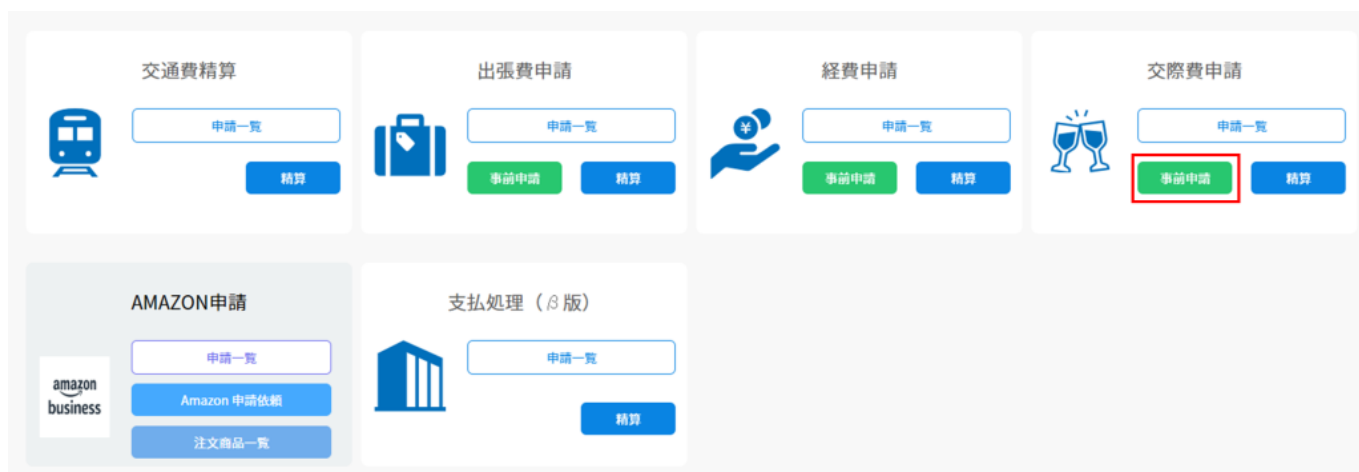 交通費精算
申請一覧
精算
出張費申請
申請一覧
事前申請
精算
経費申請
¥
申請一覧
事前申請
精算
交際費申請
申請一覧
事前申請
精算
AMAZON申請
amazon
business
申請一覧
Amazon 申請依頼
注文商品一覧
支払処理（β版）
申請一覧
精算